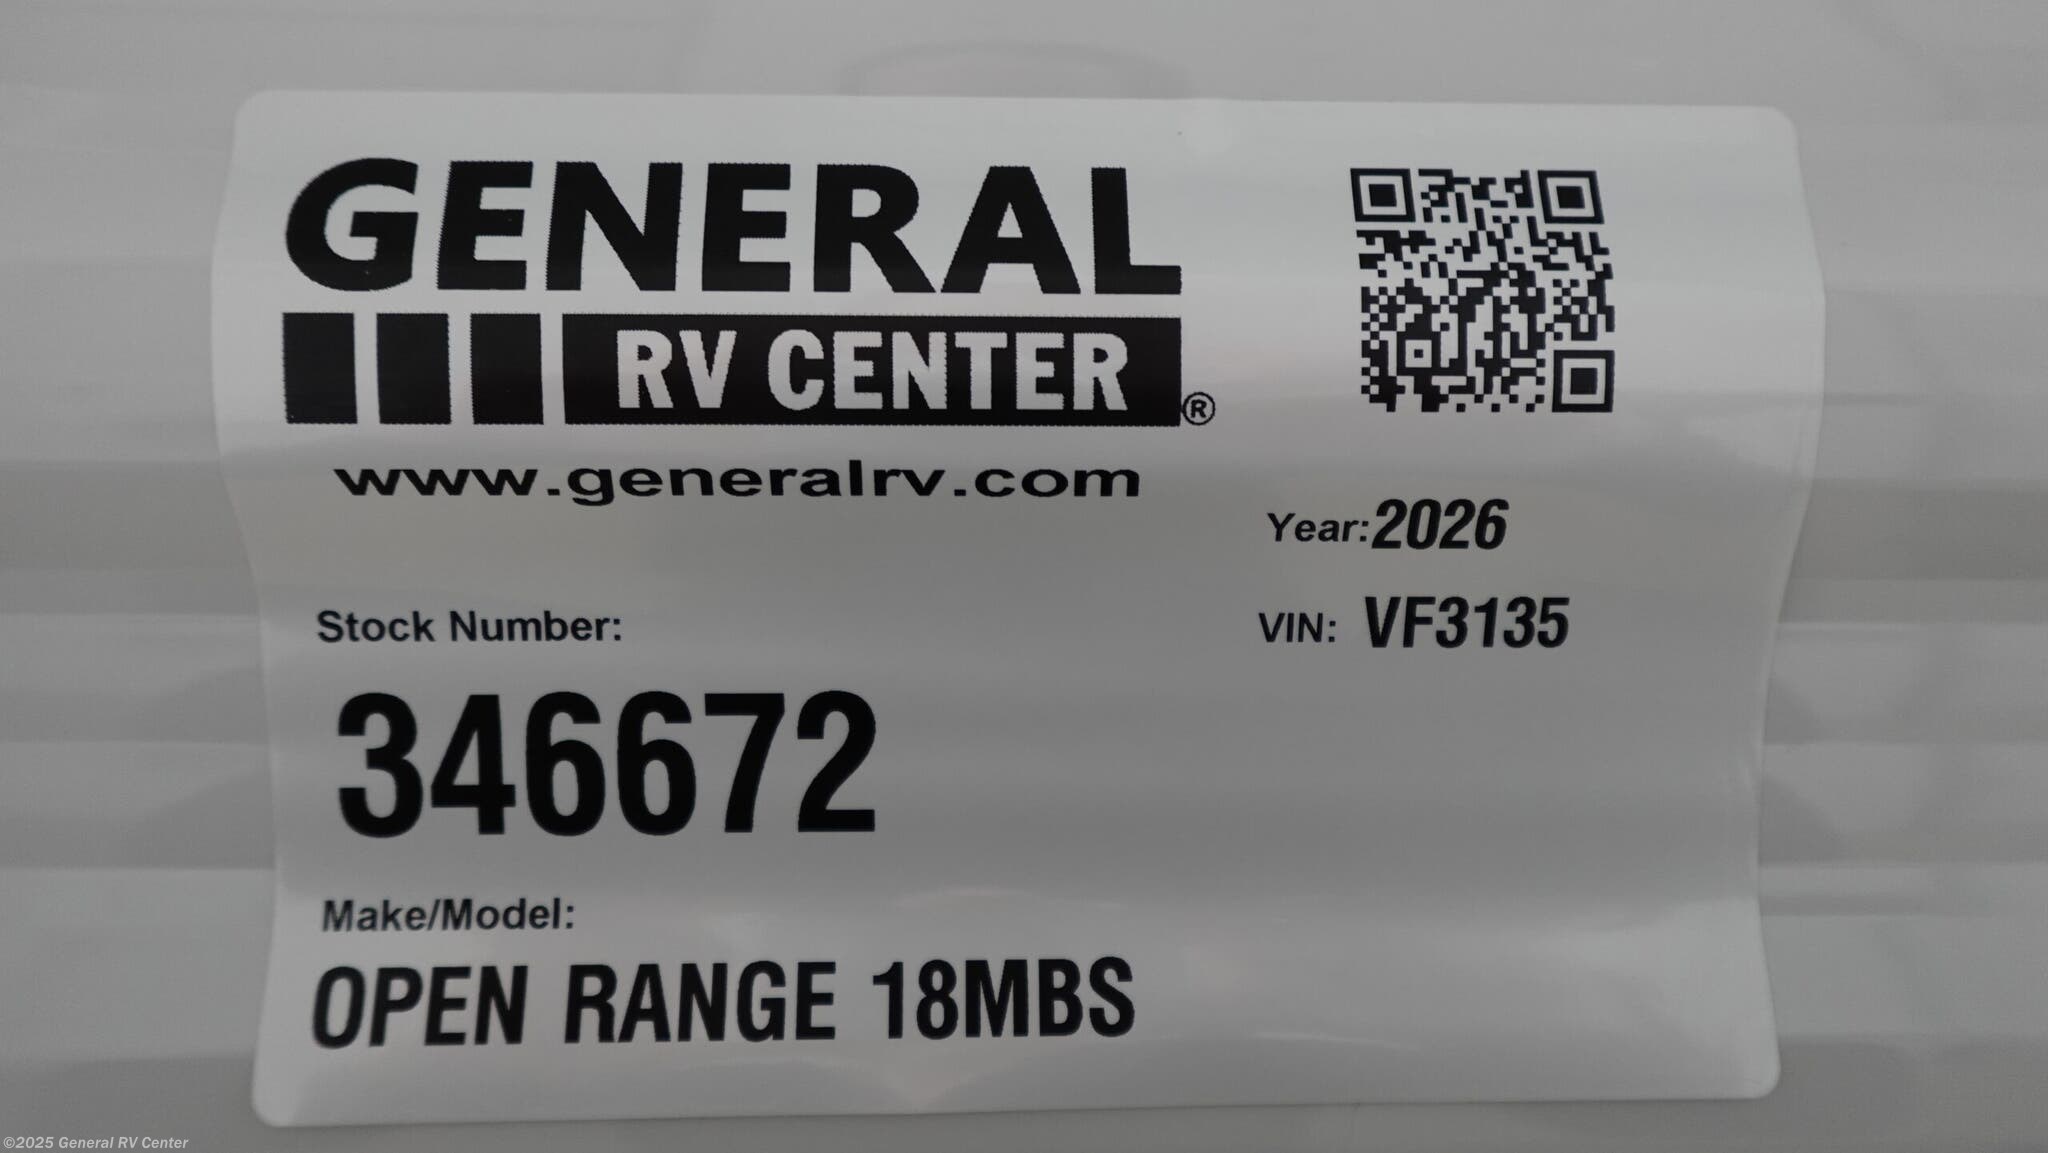 GENERAL
RV CENTER®
www.generalrv.com
Year: 2026
VIN: VF3135
Stock Number:
346672
Make/Model:
OPEN RANGE 18MBS
©2025 General RV Center